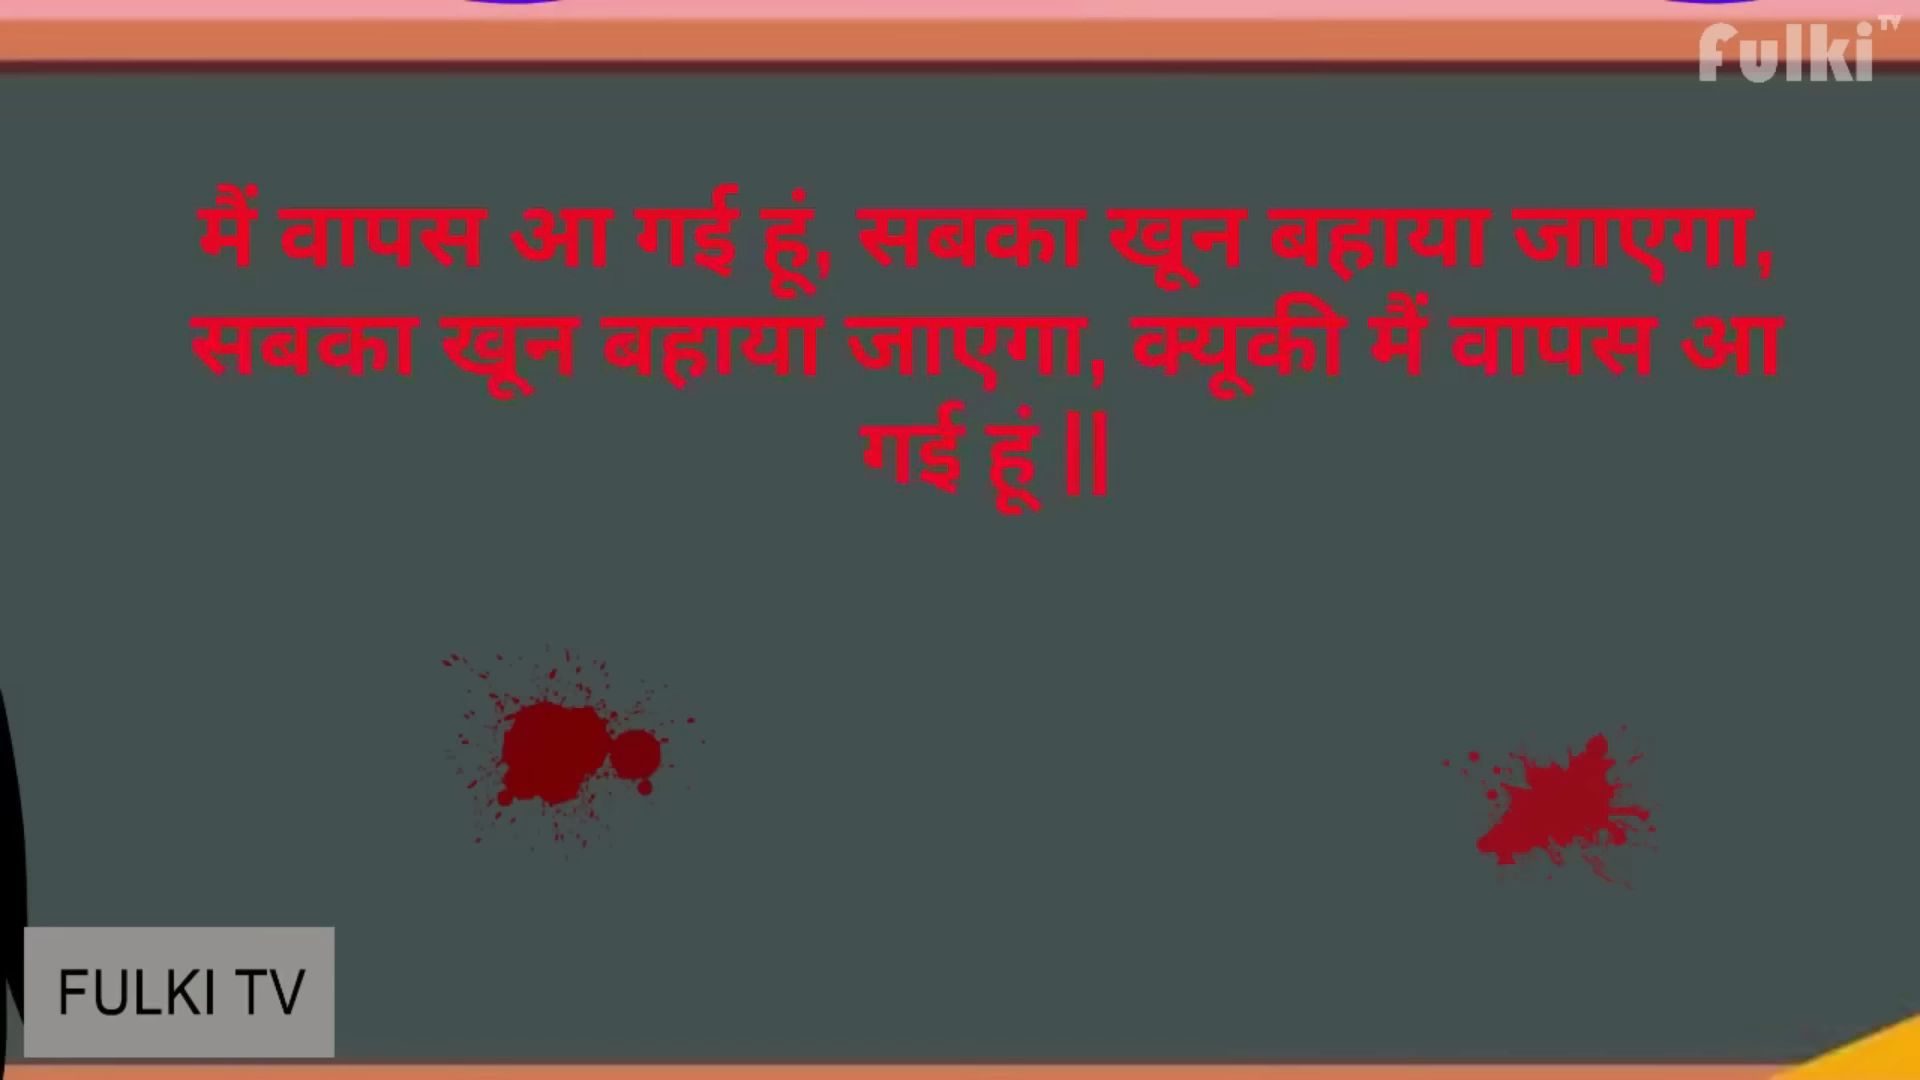 Fulki TV
मैं वापस आ गई हूं, सबका खून बहाया जाएगा,
सबका खून बहाया जाएगा, क्यूकी मैं वापस आ
गई हूं ||
FULKI TV